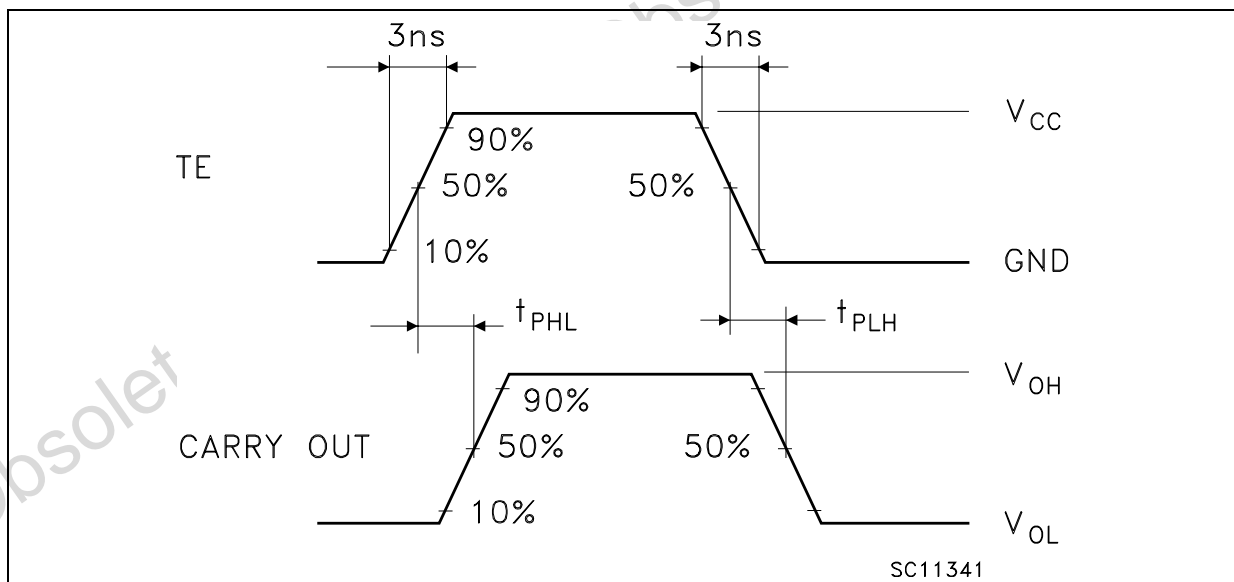 3ns 3ns
V_CC
90%
TE 50% 50%
10% GND
t_PHL t_PLH
V_OH
90%
CARRY OUT 50% 50%
10% V_OL
SC11341